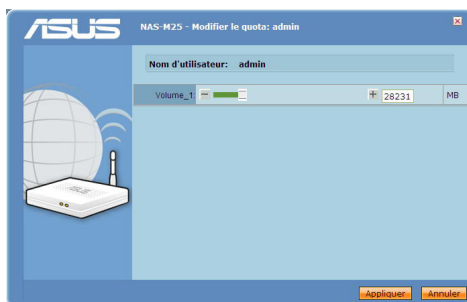 ASUS
NAS-M25 - Modifier le quota: admin
Nom d'utilisateur: admin
Volume_1: 28231 MB
Appliquer Annuler